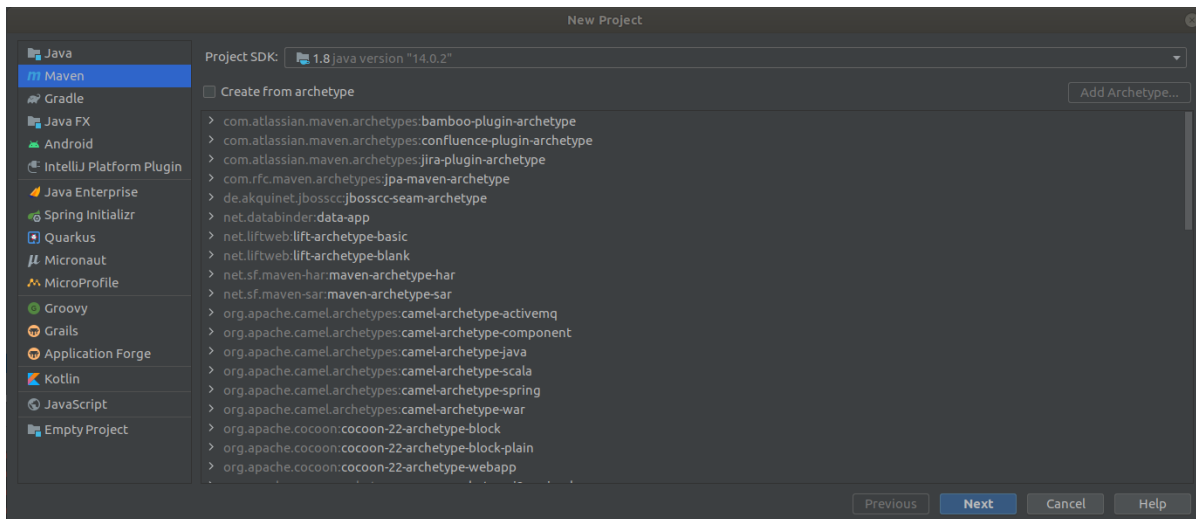 New Project
Java
Maven
Gradle
Java FX
Android
IntelliJ Platform Plugin
Java Enterprise
Spring Initializr
Quarkus
Micronaut
MicroProfile
Groovy
Grails
Application Forge
Kotlin
JavaScript
Empty Project
Project SDK: 1.8 java version "14.0.2"
Create from archetype
Add Archetype...
com.atlassian.maven.archetypes:bamboo-plugin-archetype
com.atlassian.maven.archetypes:confluence-plugin-archetype
com.atlassian.maven.archetypes:jira-plugin-archetype
com.rfc.maven.archetypes:jpa-maven-archetype
de.akquinet.jbosscc:jbosscc-seam-archetype
net.databinder:data-app
net.liftweb:lift-archetype-basic
net.liftweb:lift-archetype-blank
net.sf.maven-har:maven-archetype-har
net.sf.maven-sar:maven-archetype-sar
org.apache.camel.archetypes:camel-archetype-activemq
org.apache.camel.archetypes:camel-archetype-component
org.apache.camel.archetypes:camel-archetype-java
org.apache.camel.archetypes:camel-archetype-scala
org.apache.camel.archetypes:camel-archetype-spring
org.apache.camel.archetypes:camel-archetype-war
org.apache.cocoon:cocoon-22-archetype-block
org.apache.cocoon:cocoon-22-archetype-block-plain
org.apache.cocoon:cocoon-22-archetype-webapp
Previous
Next
Cancel
Help